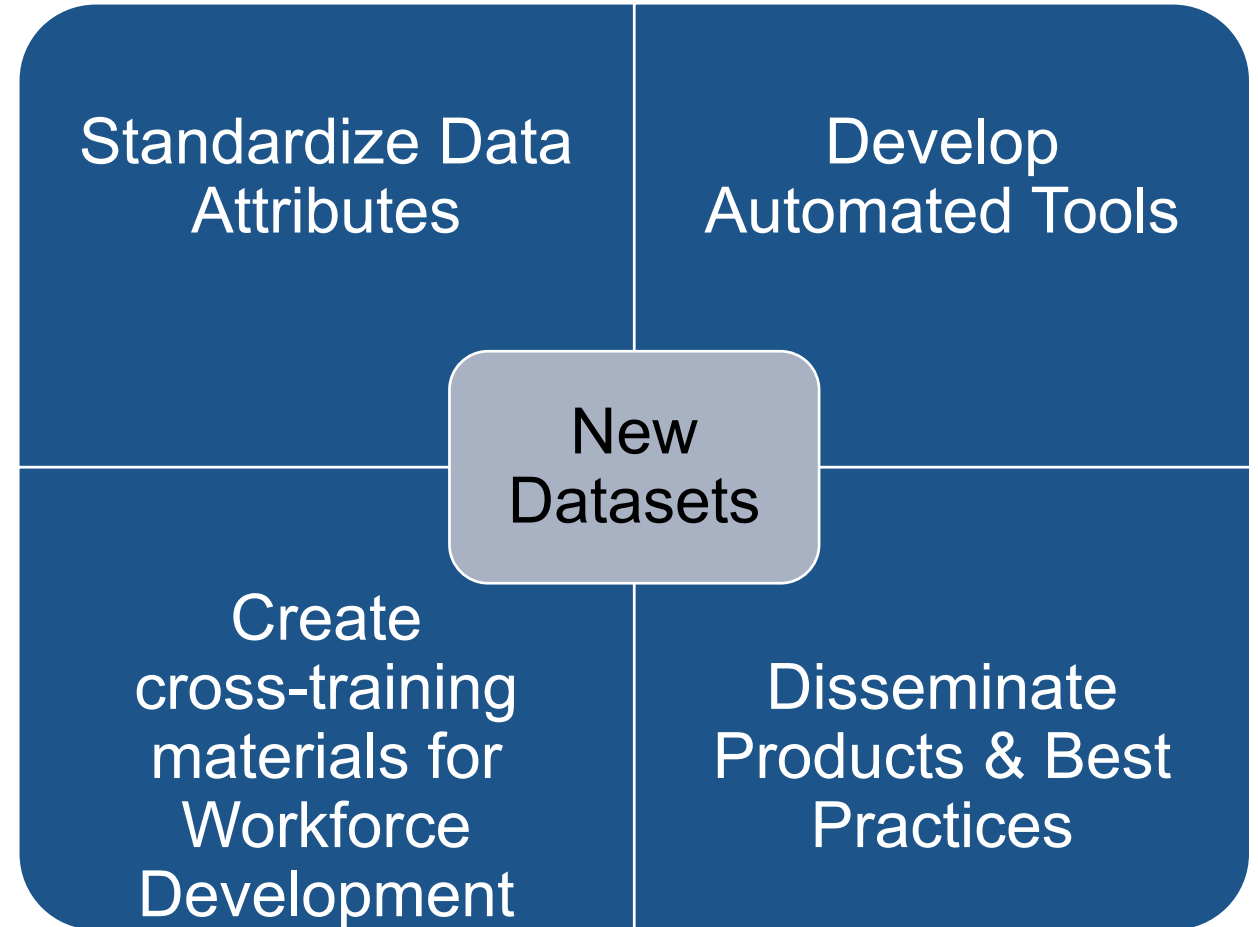 Standardize Data
Attributes
Develop
Automated Tools
New
Datasets
Create
cross-training
materials for
Workforce
Development
Disseminate
Products & Best
Practices